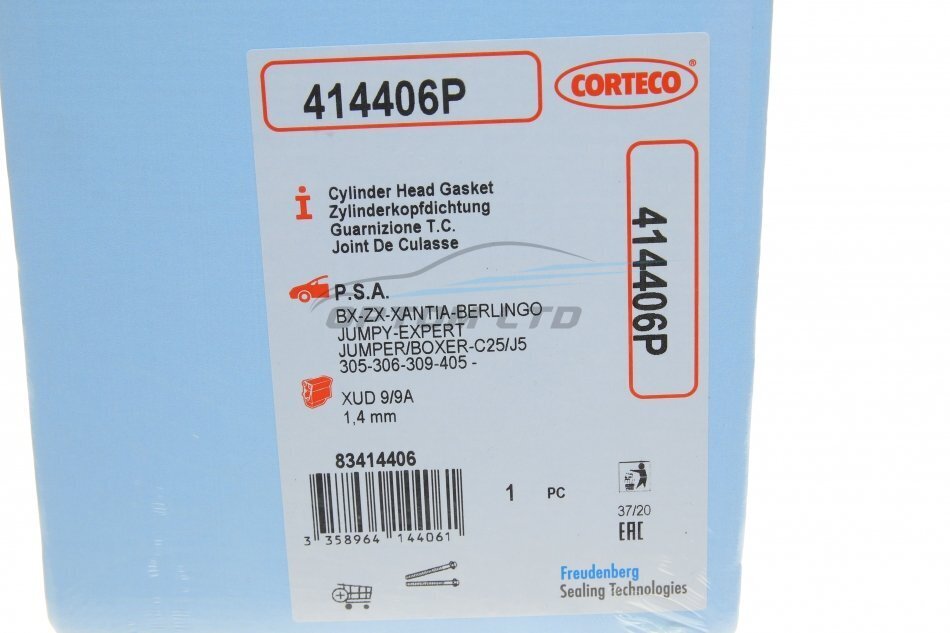 414406P
CORTECO®
414406P
Cylinder Head Gasket
Zylinderkopfdichtung
Guarnizione T.C.
Joint De Culasse
P.S.A.
BX-ZX-XANTIA-BERLINGO
JUMPY-EXPERT
JUMPER/BOXER-C25/J5
305-306-309-405 -
OPTOM LTD
XUD 9/9A
1,4 mm
83414406
1 PC
3 358964 144061
37/20
EAC
Freudenberg
Sealing Technologies